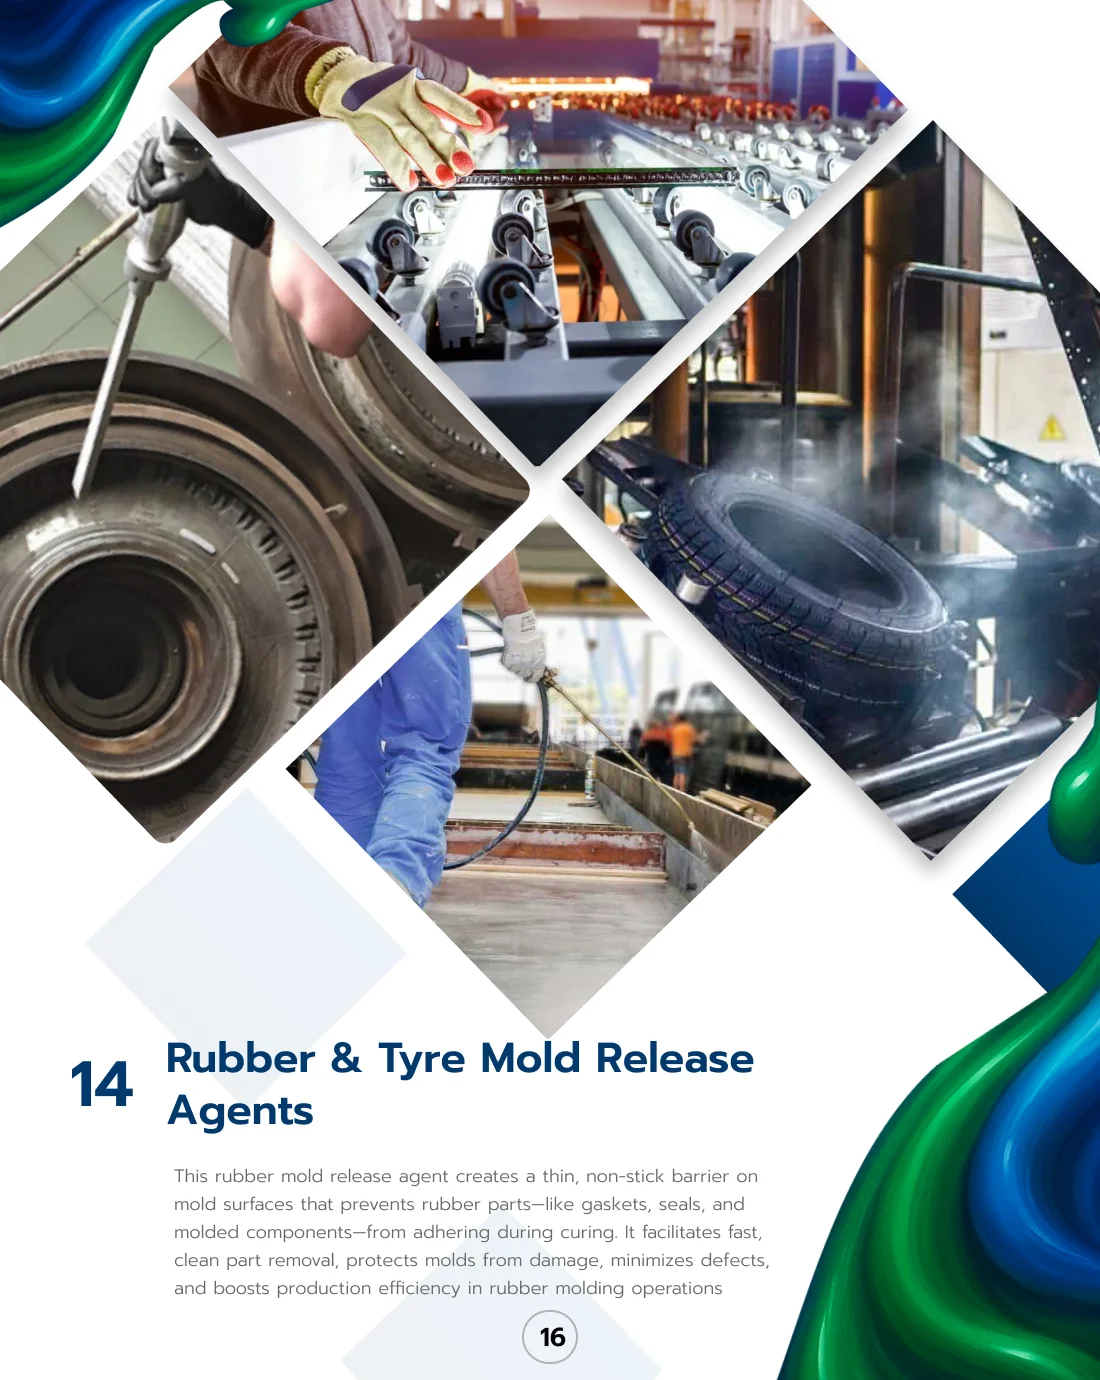 14
Rubber & Tyre Mold Release
Agents
This rubber mold release agent creates a thin, non-stick barrier on
mold surfaces that prevents rubber parts—like gaskets, seals, and
molded components—from adhering during curing. It facilitates fast,
clean part removal, protects molds from damage, minimizes defects,
and boosts production efficiency in rubber molding operations
16